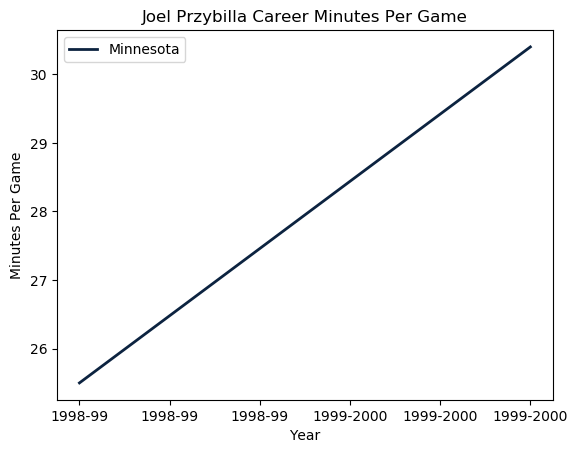 Joel Przybilla Career Minutes Per Game
Minnesota
Minutes Per Game
30
29
28
27
26
1998-99 1998-99 1998-99 1999-2000 1999-2000 1999-2000
Year